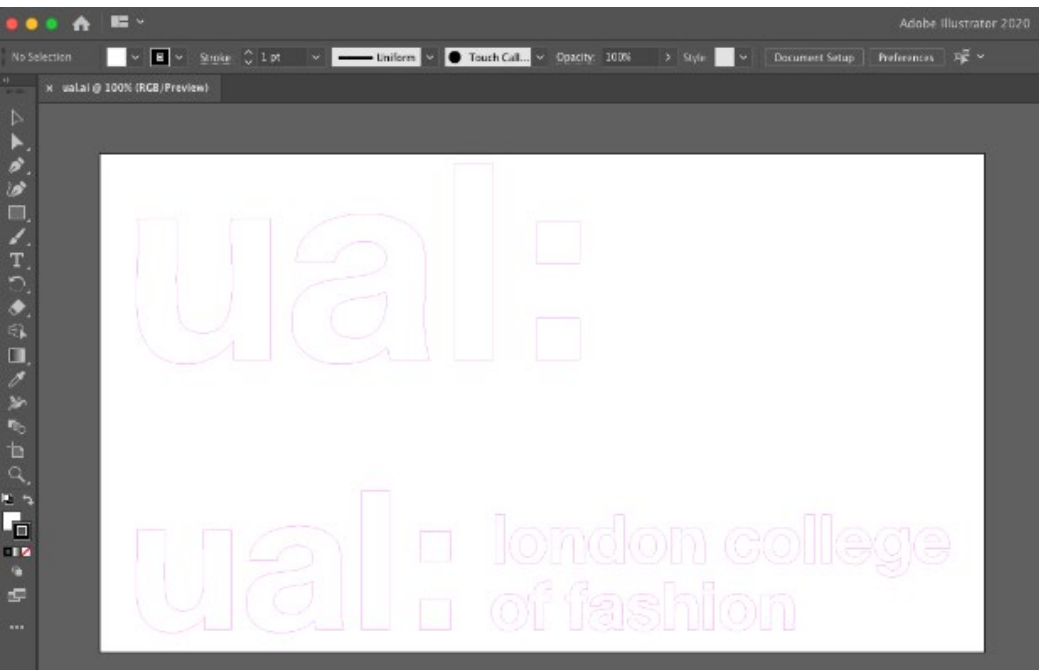 Adobe Illustrator 2020
No Selection Stroke: 1 pt Uniform Touch Call... Opacity: 100% Style Document Setup Preferences
× ual.ai @ 100% (RGB/Preview)
ual:
ual: london college
of fashion